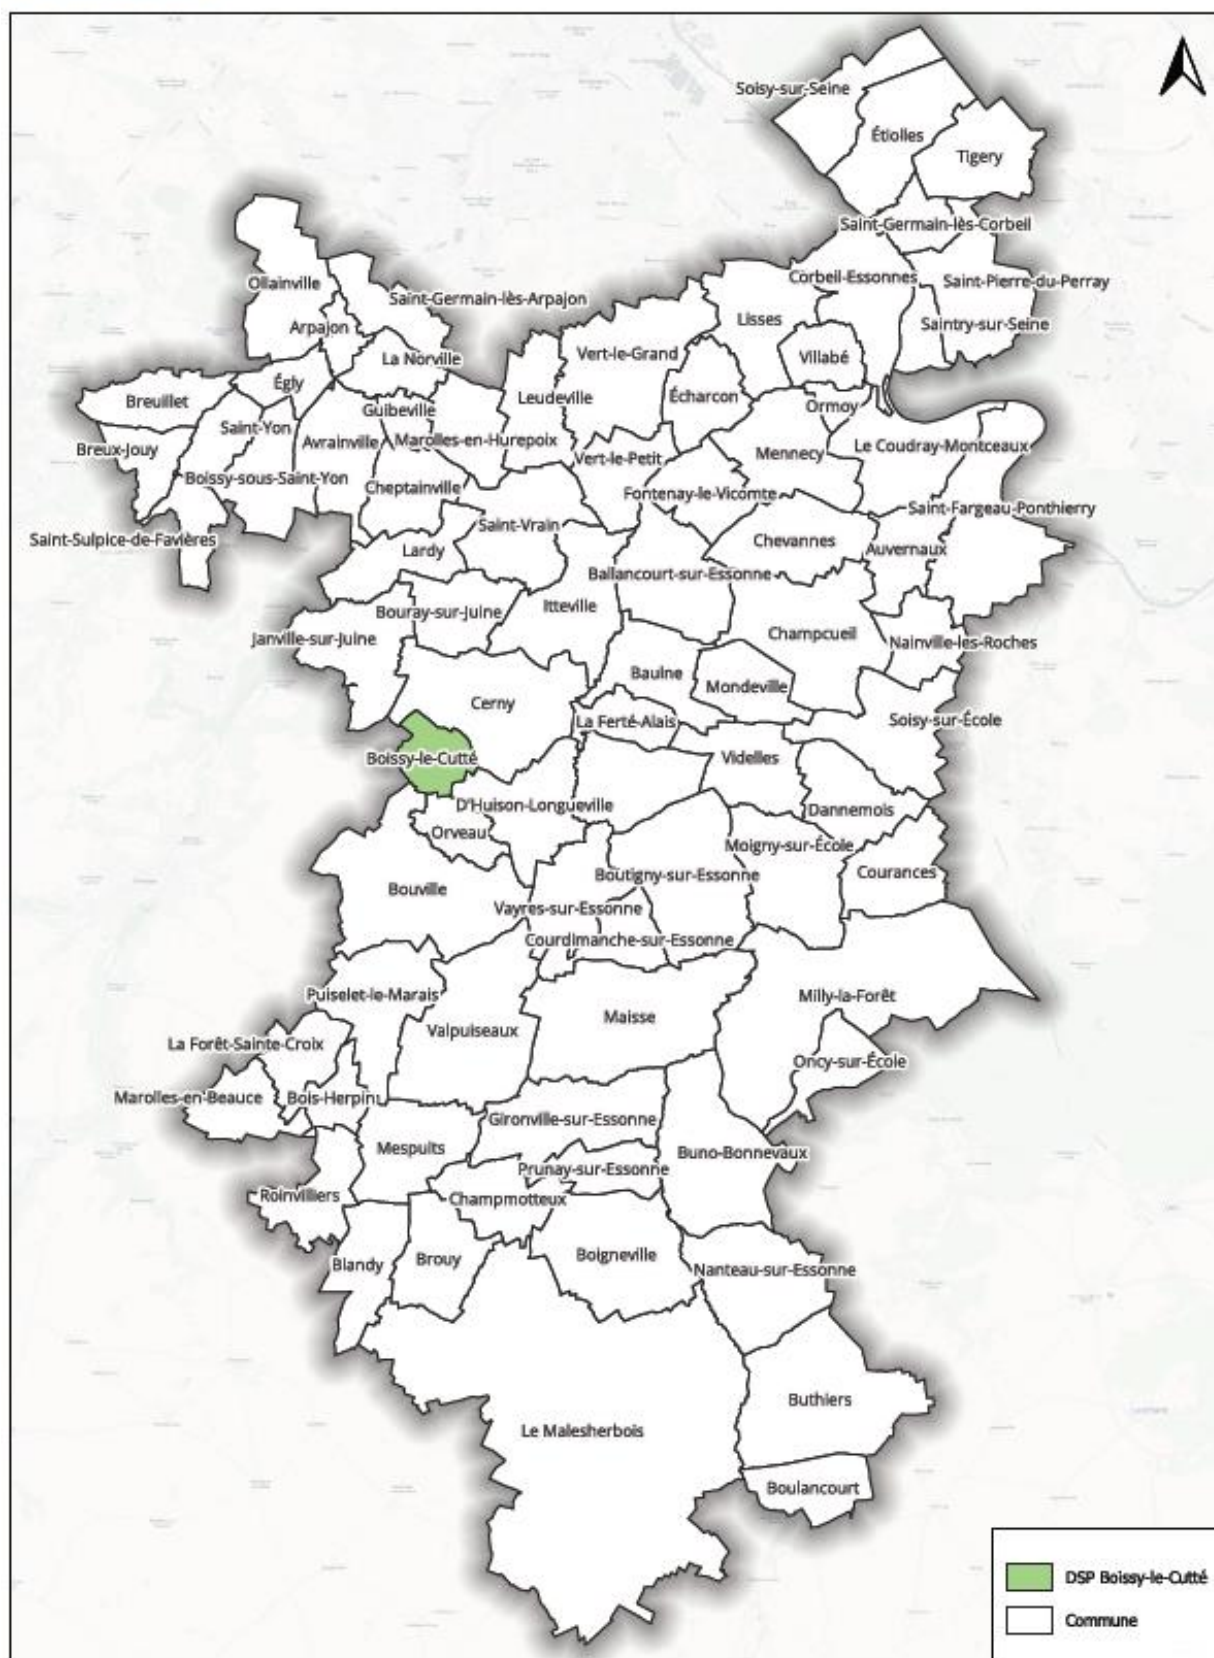 Soisy-sur-Seine
Étiolles
Tigery
Saint-Germain-lès-Corbeil
Corbeil-Essonnes
Saint-Pierre-du-Perray
Ollainville
Saint-Germain-lès-Arpajon
Arpajon
Lisses
Saintry-sur-Seine
La Norville
Vert-le-Grand
Villabé
Égly
Breuillet
Leudeville
Écharcon
Ormoy
Guibeville
Saint-Yon
Avrainville
Marolles-en-Hurepoix
Le Coudray-Montceaux
Breux-Jouy
Vert-le-Petit
Mennecy
Boissy-sous-Saint-Yon
Cheptainville
Fontenay-le-Vicomte
Saint-Fargeau-Ponthierry
Saint-Vrain
Saint-Sulpice-de-Favières
Lardy
Chevannes
Auvernaux
Ballancourt-sur-Essonne
Bouray-sur-Juine
Itteville
Janville-sur-Juine
Champcueil
Nainville-les-Roches
Baulne
Mondeville
Cerny
La Ferté-Alais
Soisy-sur-École
Boissy-le-Cutté
Videlles
D'Huison-Longueville
Dannemois
Orveau
Moigny-sur-École
Boutigny-sur-Essonne
Courances
Bouville
Vayres-sur-Essonne
Courdimanche-sur-Essonne
Puiselet-le-Marais
Milly-la-Forêt
Maisse
Valpuiseaux
La Forêt-Sainte-Croix
Oncy-sur-École
Marolles-en-Beauce
Bois-Herpin
Gironville-sur-Essonne
Mespuits
Buno-Bonnevaux
Prunay-sur-Essonne
Roinvilliers
Champmotteux
Blandy
Brouy
Boigneville
Nanteau-sur-Essonne
Buthiers
Le Malesherbois
Boulancourt
DSP Boissy-le-Cutté
Commune